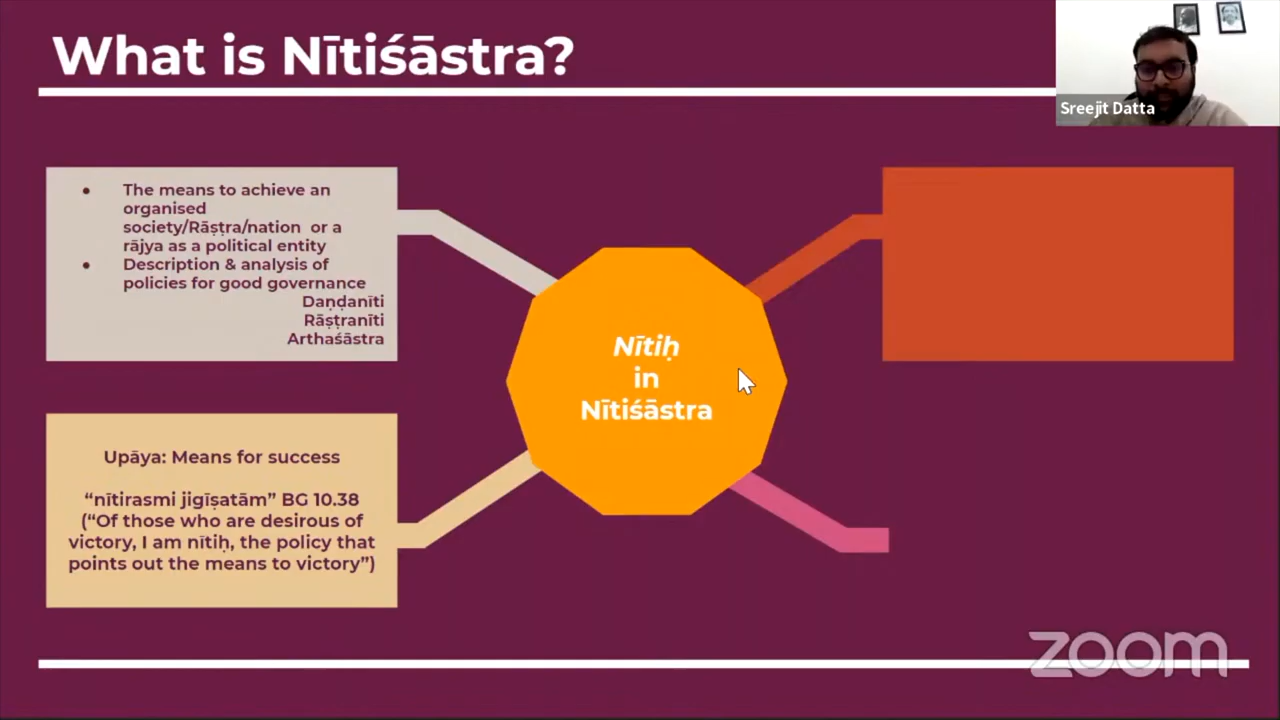 What is Nītiśāstra?
Sreejit Datta
• The means to achieve an
organised
society/Rāṣṭra/nation or a
rājya as a political entity
• Description & analysis of
policies for good governance
Daṇḍanīti
Rāṣṭranīti
Arthaśāstra
Nītiḥ
in
Nītiśāstra
Upāya: Means for success
“nītirasmi jigīṣatām” BG 10.38
(“Of those who are desirous of
victory, I am nītiḥ, the policy that
points out the means to victory”)
zoom